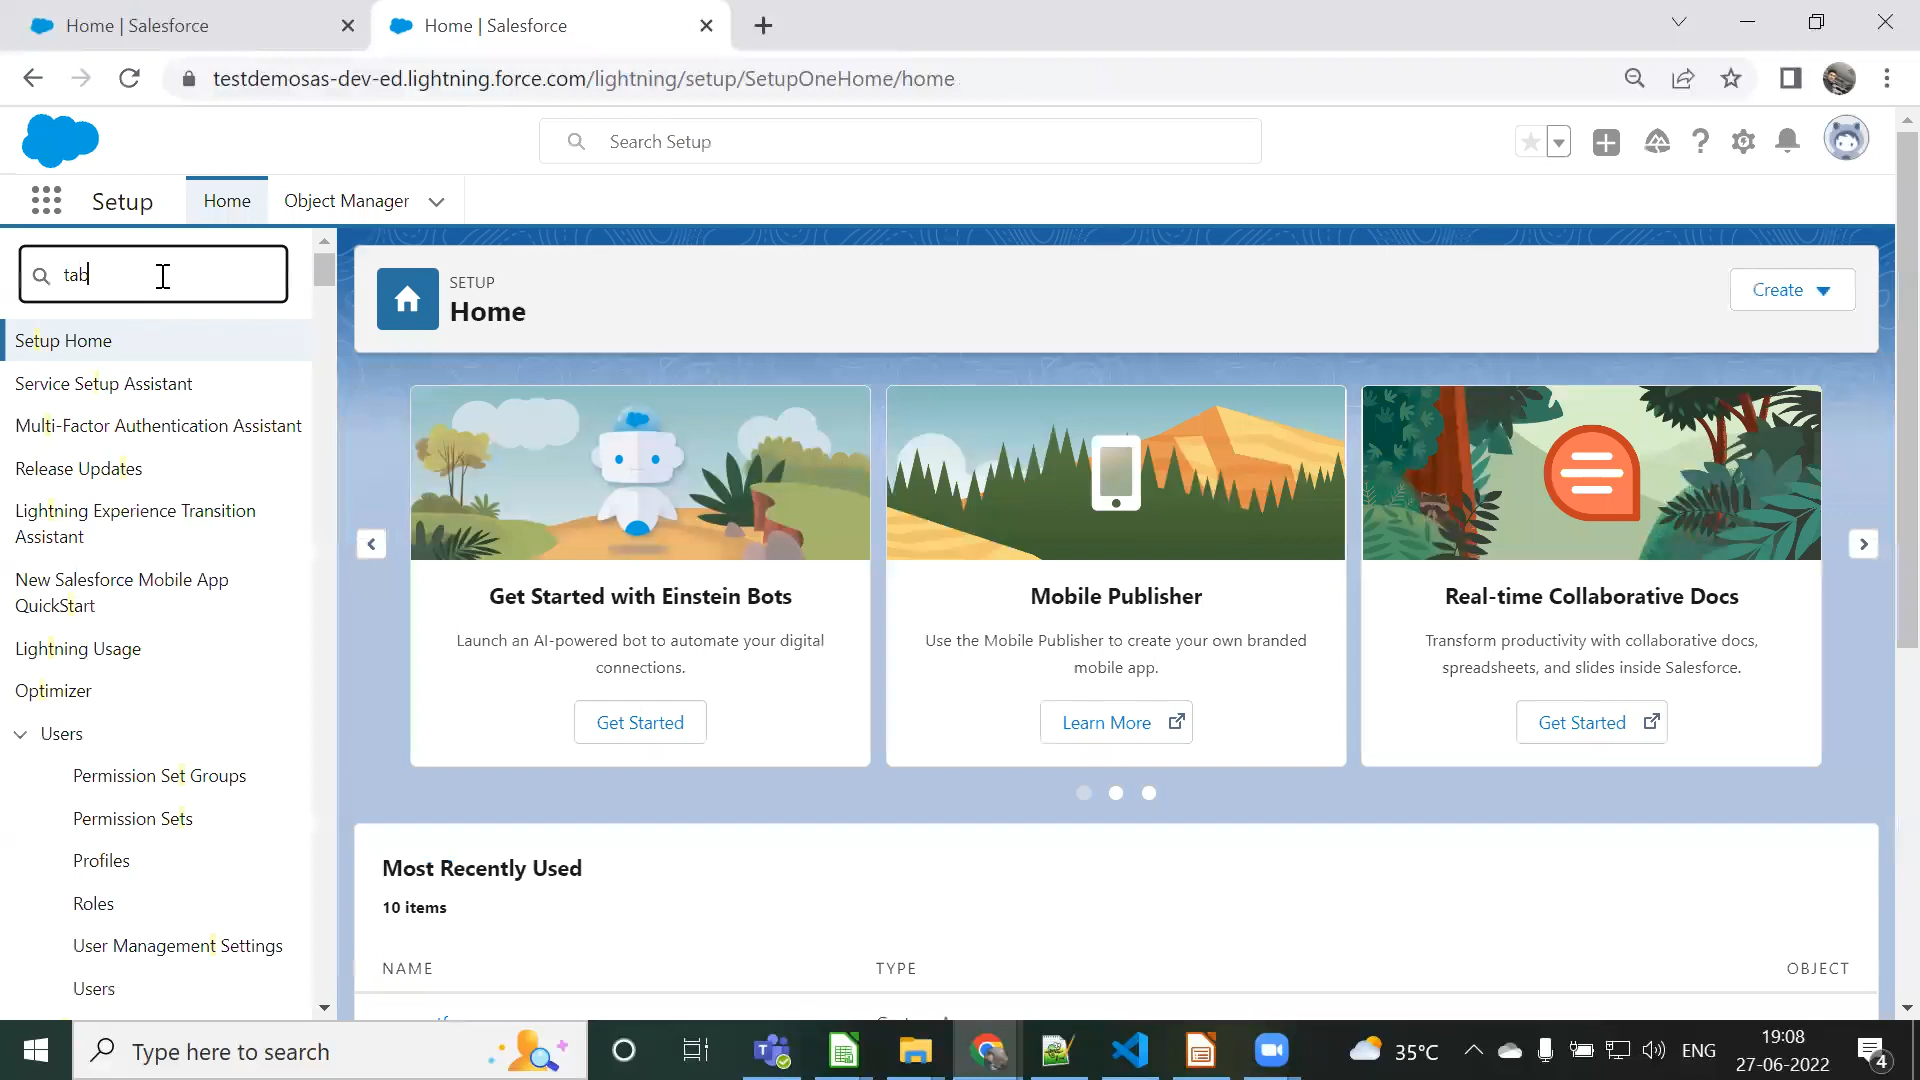 Home | Salesforce
Home | Salesforce
testdemosas-dev-ed.lightning.force.com/lightning/setup/SetupOneHome/home
Search Setup
Setup
Home
Object Manager
tab
Setup Home
Service Setup Assistant
Multi-Factor Authentication Assistant
Release Updates
Lightning Experience Transition
Assistant
New Salesforce Mobile App
QuickStart
Lightning Usage
Optimizer
Users
Permission Set Groups
Permission Sets
Profiles
Roles
User Management Settings
Users
SETUP
Home
Create
Get Started with Einstein Bots
Launch an AI-powered bot to automate your digital
connections.
Get Started
Mobile Publisher
Use the Mobile Publisher to create your own branded
mobile app.
Learn More
Real-time Collaborative Docs
Transform productivity with collaborative docs,
spreadsheets, and slides inside Salesforce.
Get Started
Most Recently Used
10 items
NAME
TYPE
OBJECT
Type here to search
35°C
ENG
19:08
27-06-2022
4